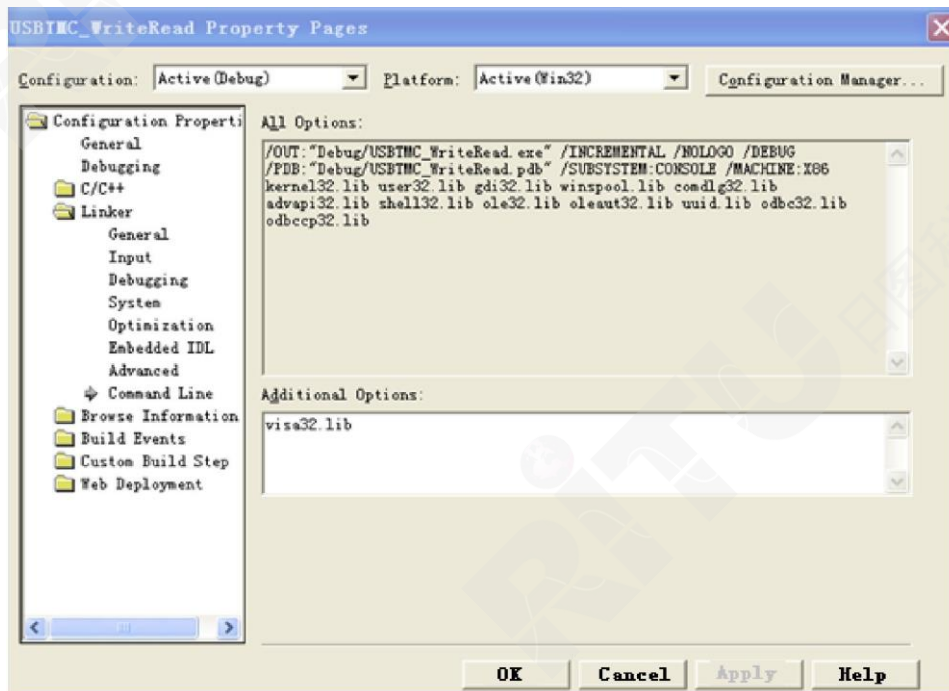 USBTMC_WriteRead Property Pages
Configuration: Active(Debug) Platform: Active(Win32) Configuration Manager...
Configuration Properti
General
Debugging
C/C++
Linker
General
Input
Debugging
System
Optimization
Embedded IDL
Advanced
Command Line
Browse Information
Build Events
Custom Build Step
Web Deployment
All Options:
/OUT:"Debug/USBTMC_WriteRead.exe" /INCREMENTAL /NOLOGO /DEBUG
/PDB:"Debug/USBTMC_WriteRead.pdb" /SUBSYSTEM:CONSOLE /MACHINE:X86
kernel32.lib user32.lib gdi32.lib winspool.lib comdlg32.lib
advapi32.lib shell32.lib ole32.lib oleaut32.lib uuid.lib odbc32.lib
odbccp32.lib
Additional Options:
visa32.lib
RITU
OK Cancel Apply Help